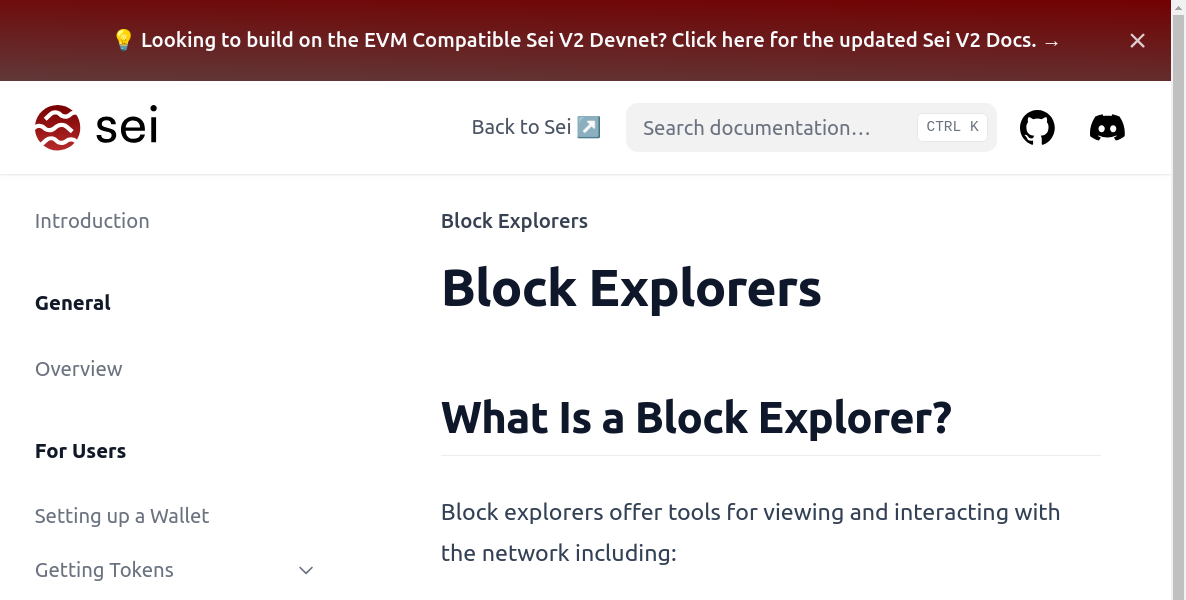 💡 Looking to build on the EVM Compatible Sei V2 Devnet? Click here for the updated Sei V2 Docs. →
sei
Back to Sei ↗️
Search documentation…
CTRL K
Introduction
General
Overview
For Users
Setting up a Wallet
Getting Tokens
Block Explorers
Block Explorers
What Is a Block Explorer?
Block explorers offer tools for viewing and interacting with
the network including: